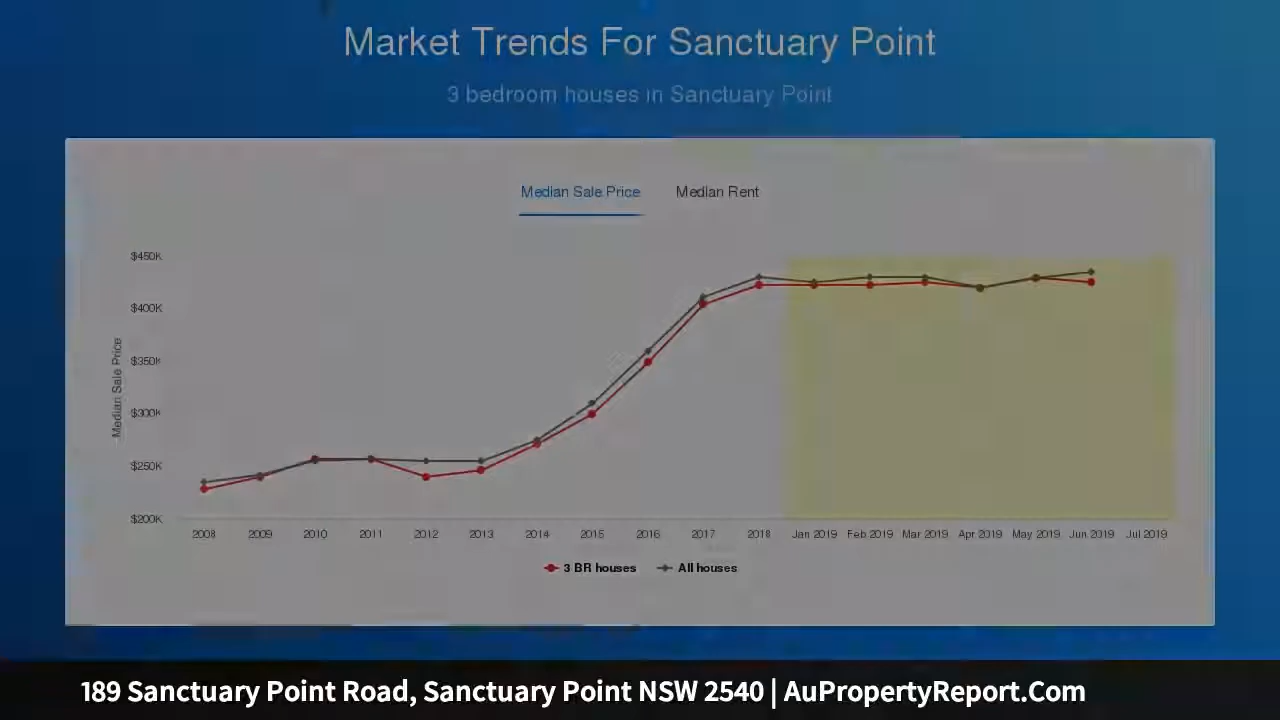 Market Trends For Sanctuary Point
3 bedroom houses in Sanctuary Point
Median Sale Price Median Rent
Median Sale Price
$450K
$400K
$350K
$300K
$250K
$200K
2008 2009 2010 2011 2012 2013 2014 2015 2016 2017 2018 Jan 2019 Feb 2019 Mar 2019 Apr 2019 May 2019 Jun 2019 Jul 2019
3 BR houses All houses
189 Sanctuary Point Road, Sanctuary Point NSW 2540 | AuPropertyReport.Com